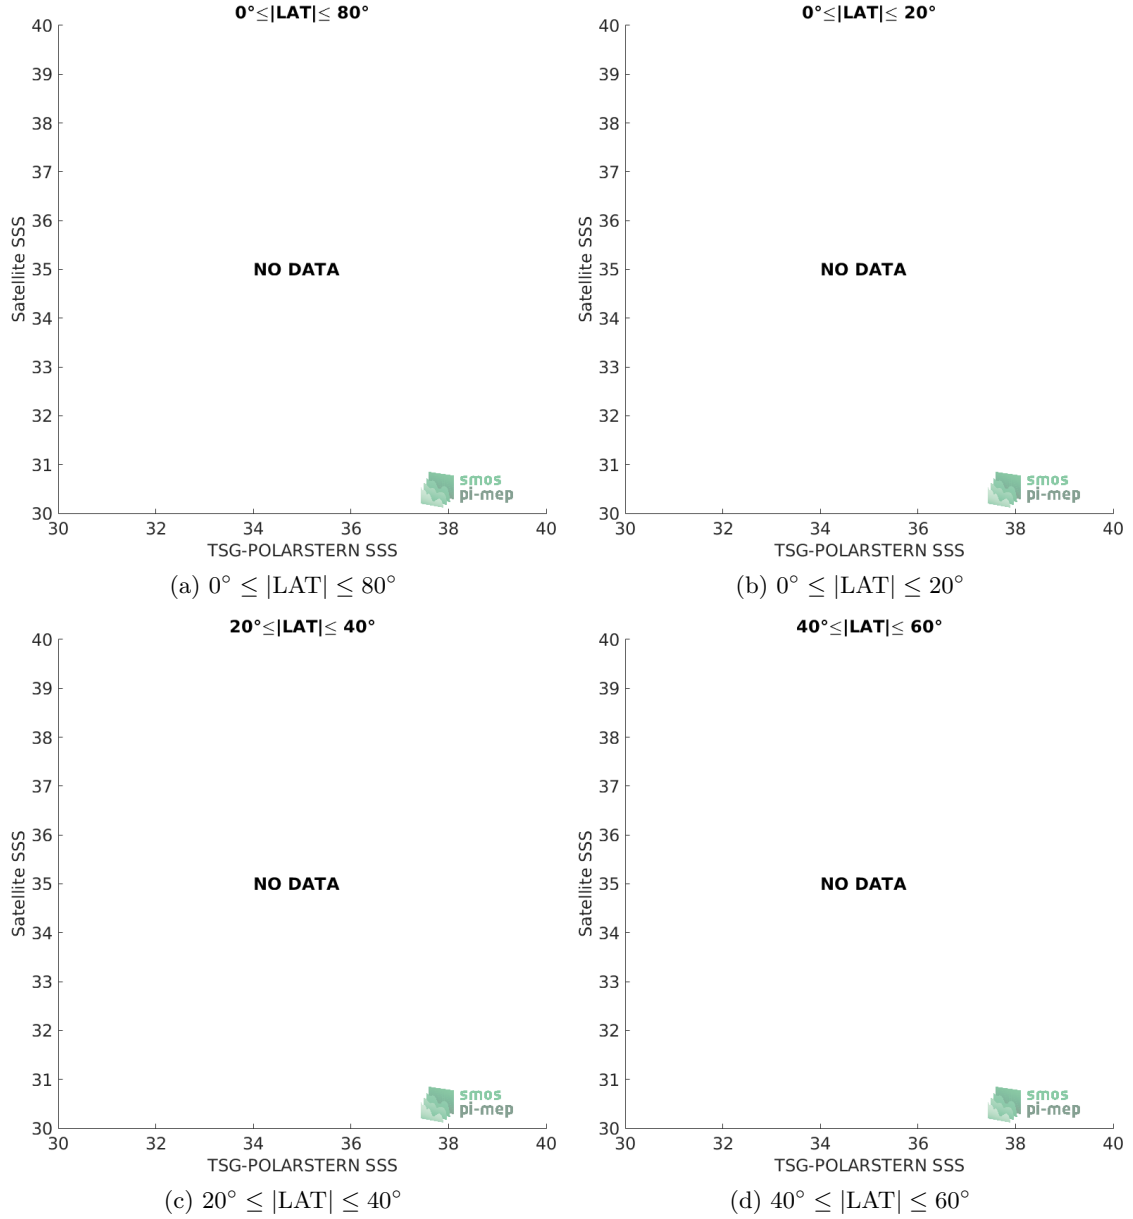 0°≤|LAT|≤ 80°
40
39
38
37
36
35
34
33
32
31
30
Satellite SSS
NO DATA
smos
pi-mep
30 32 34 36 38 40
TSG-POLARSTERN SSS
(a) 0° ≤ |LAT| ≤ 80°
0°≤|LAT|≤ 20°
40
39
38
37
36
35
34
33
32
31
30
Satellite SSS
NO DATA
smos
pi-mep
30 32 34 36 38 40
TSG-POLARSTERN SSS
(b) 0° ≤ |LAT| ≤ 20°
20°≤|LAT|≤ 40°
40
39
38
37
36
35
34
33
32
31
30
Satellite SSS
NO DATA
smos
pi-mep
30 32 34 36 38 40
TSG-POLARSTERN SSS
(c) 20° ≤ |LAT| ≤ 40°
40°≤|LAT|≤ 60°
40
39
38
37
36
35
34
33
32
31
30
Satellite SSS
NO DATA
smos
pi-mep
30 32 34 36 38 40
TSG-POLARSTERN SSS
(d) 40° ≤ |LAT| ≤ 60°